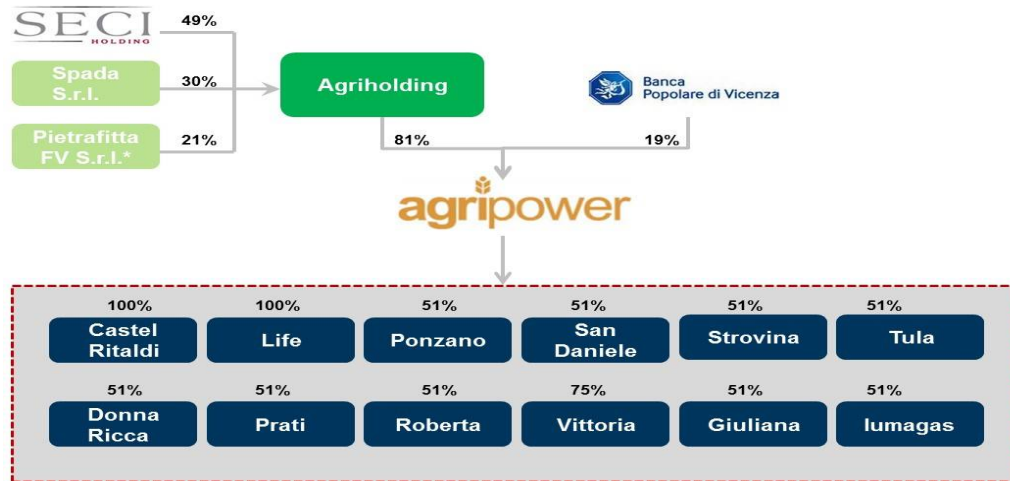 SECI
HOLDING
49%
Spada
S.r.l.
30%
Agriholding
Banca
Popolare di Vicenza
Pietrafitta
FV S.r.l.*
21%
81%
19%
agripower
100%
100%
51%
51%
51%
51%
Castel
Ritaldi
Life
Ponzano
San
Daniele
Strovina
Tula
51%
51%
51%
75%
51%
51%
Donna
Ricca
Prati
Roberta
Vittoria
Giuliana
Iumagas